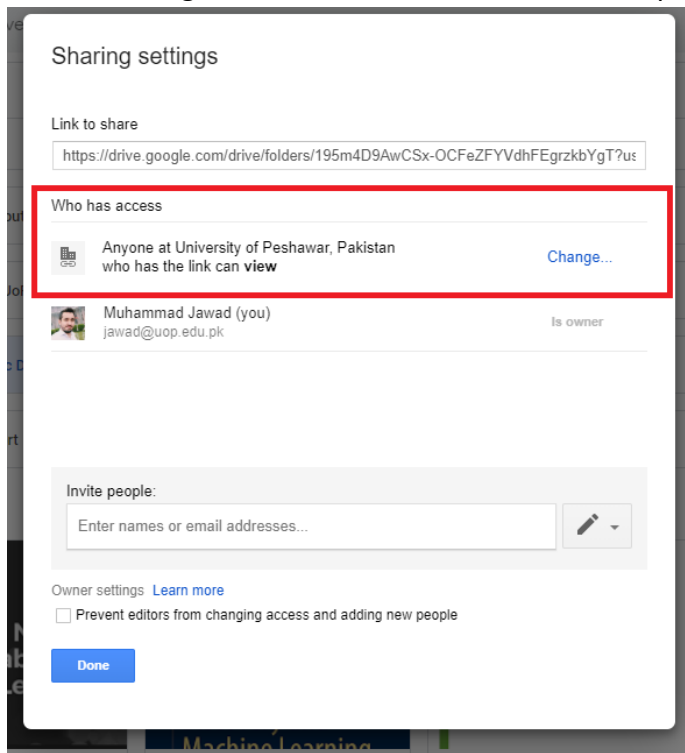 Sharing settings
Link to share
https://drive.google.com/drive/folders/195m4D9AwCSx-OCFeZFYVdhFEgrzkbYgT?us
Who has access
Anyone at University of Peshawar, Pakistan
who has the link can view
Change...
Muhammad Jawad (you)
jawad@uop.edu.pk
Is owner
Invite people:
Enter names or email addresses...
Owner settings Learn more
Prevent editors from changing access and adding new people
Done
Machine Learning